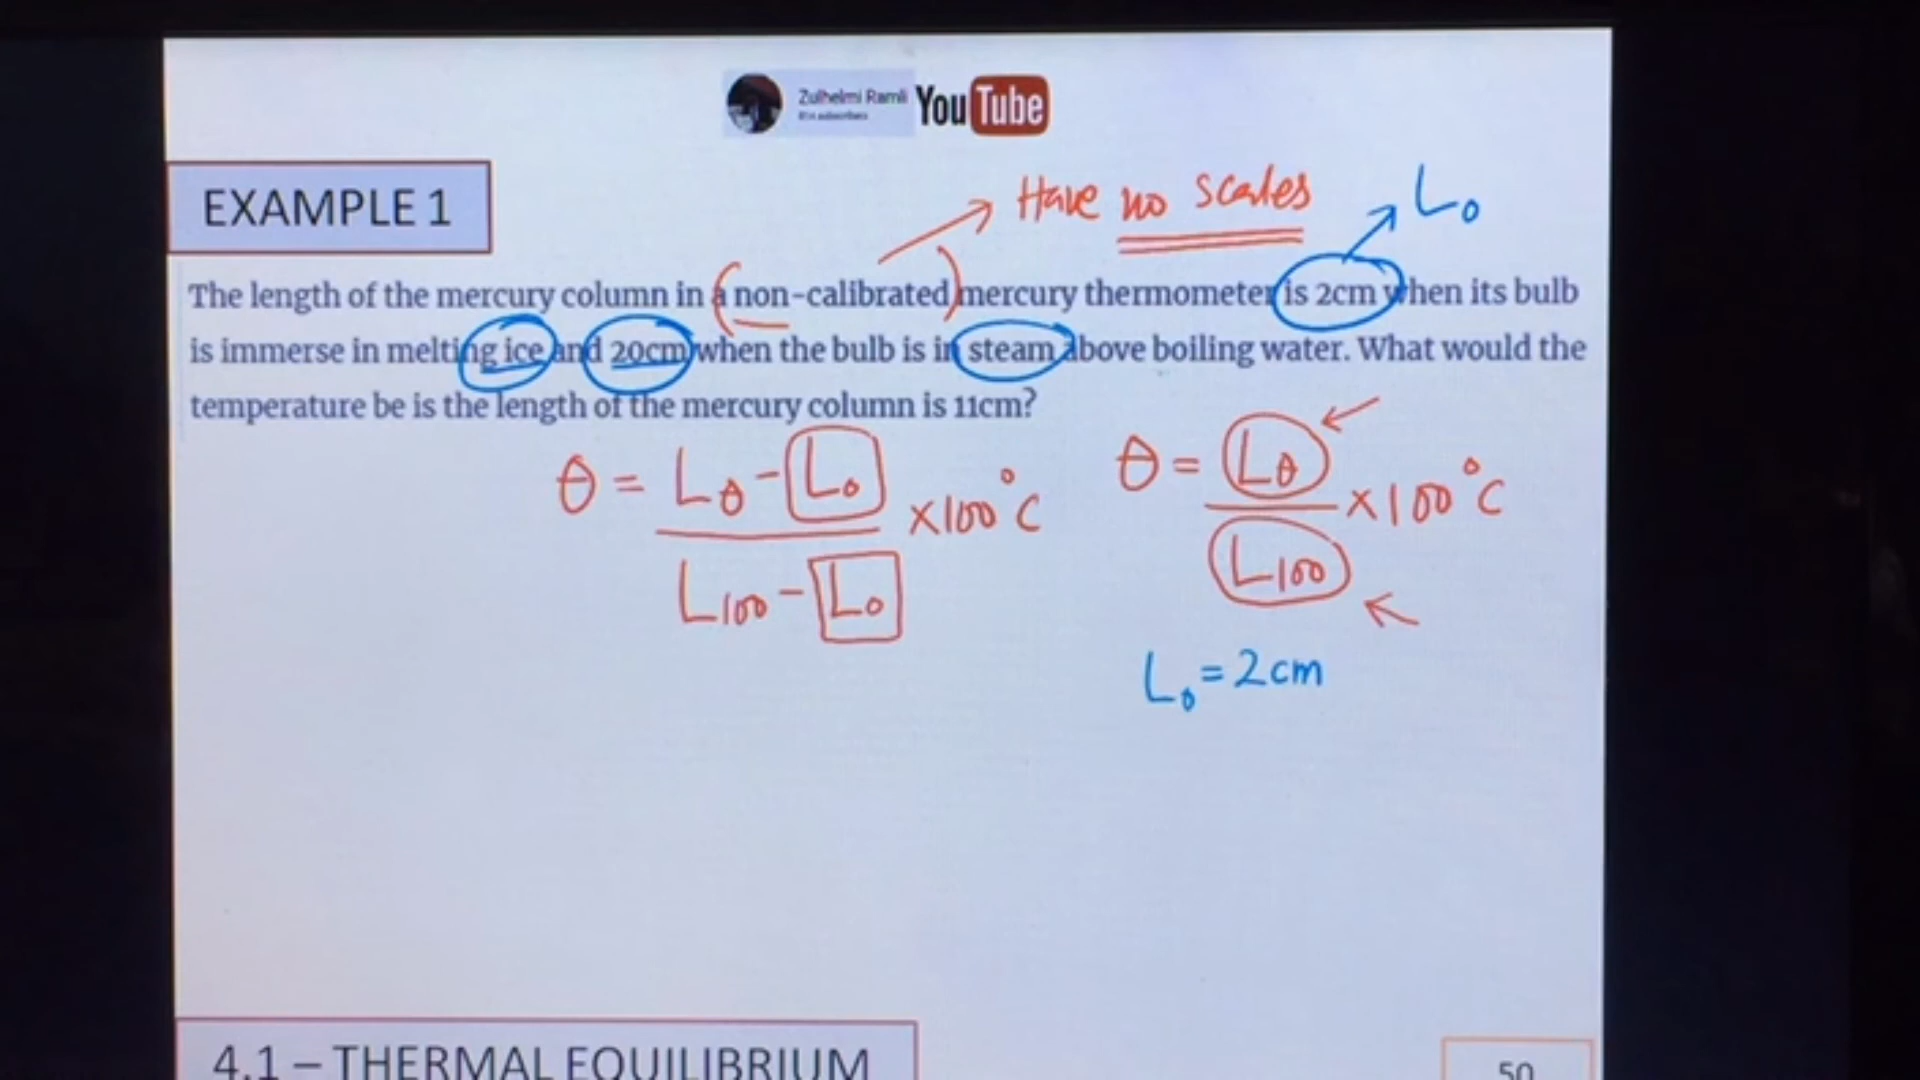 Zulhelmi Ramli
YouTube
EXAMPLE 1
Have no scales
L₀
The length of the mercury column in a non-calibrated mercury thermometer is 2cm when its bulb
is immerse in melting ice and 20cm when the bulb is in steam above boiling water. What would the
temperature be is the length of the mercury column is 11cm?
θ = Lθ - L₀ / L₁₀₀ - L₀ ×100°C
θ = Lθ / L₁₀₀ ×100°C
L₀ = 2cm
4.1 – THERMAL EQUILIBRIUM
50